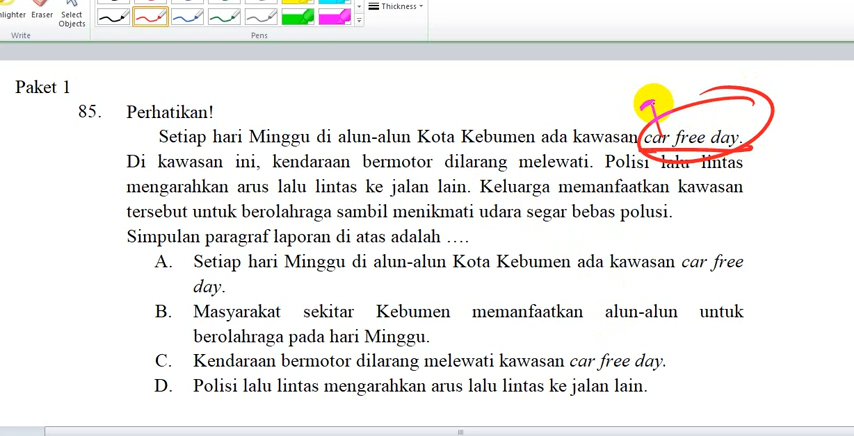 Thickness
hlighter Eraser Select
Objects
Write Pens
Paket 1
85. Perhatikan!
Setiap hari Minggu di alun-alun Kota Kebumen ada kawasan car free day.
Di kawasan ini, kendaraan bermotor dilarang melewati. Polisi lalu lintas
mengarahkan arus lalu lintas ke jalan lain. Keluarga memanfaatkan kawasan
tersebut untuk berolahraga sambil menikmati udara segar bebas polusi.
Simpulan paragraf laporan di atas adalah ….
A. Setiap hari Minggu di alun-alun Kota Kebumen ada kawasan car free
day.
B. Masyarakat sekitar Kebumen memanfaatkan alun-alun untuk
berolahraga pada hari Minggu.
C. Kendaraan bermotor dilarang melewati kawasan car free day.
D. Polisi lalu lintas mengarahkan arus lalu lintas ke jalan lain.